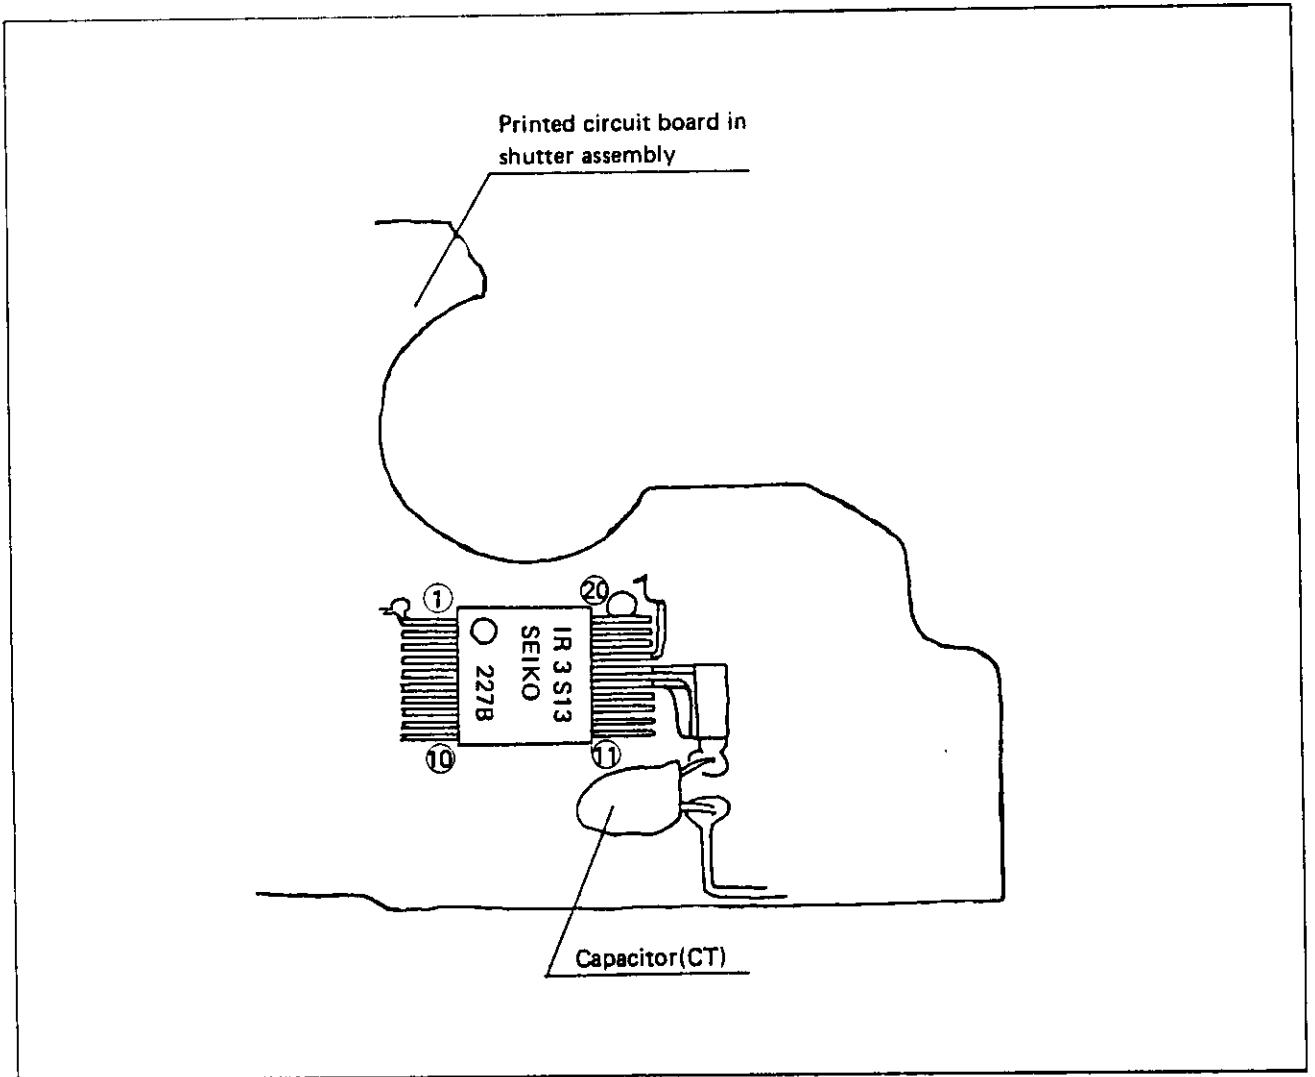 Printed circuit board in
shutter assembly
1
20
IR 3 S13
SEIKO
227B
10
11
Capacitor(CT)